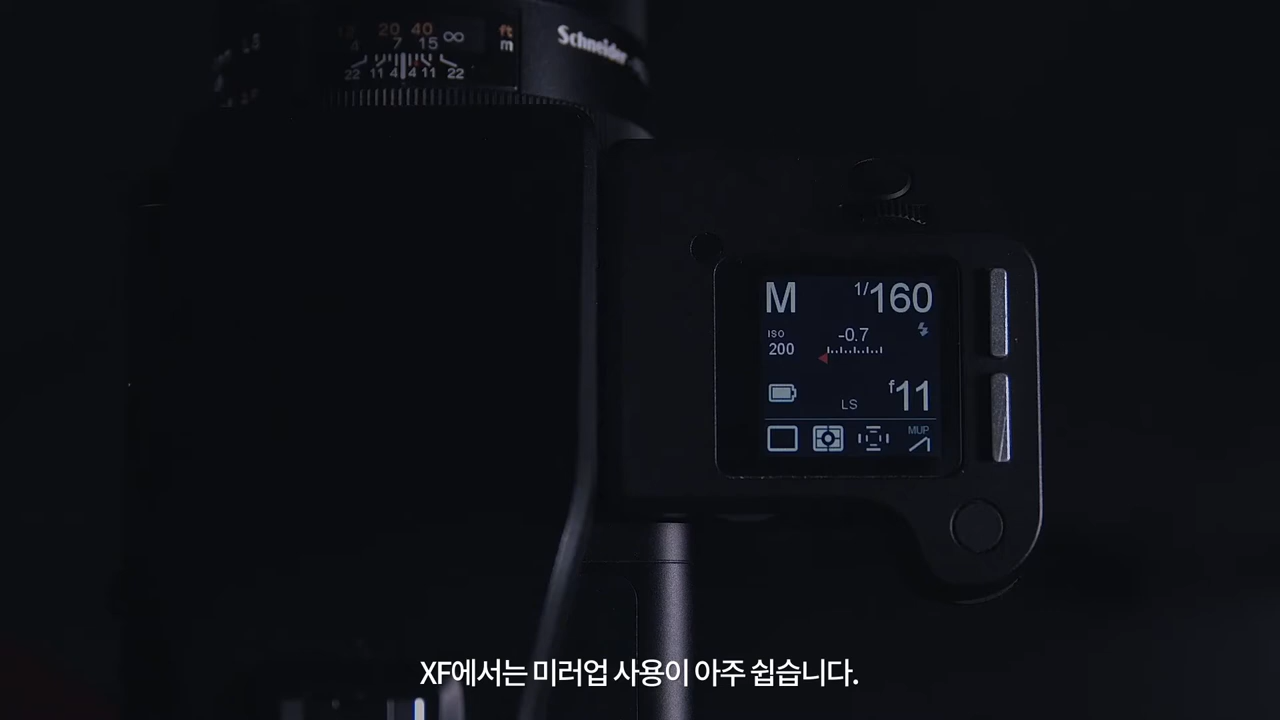 20 40 ft
4 7 15 ∞ m
22 11 4 4 11 22
LS
Schneider
M 1/160
-0.7
ISO
200
f11
LS
MUP
XF에서는 미러업 사용이 아주 쉽습니다.